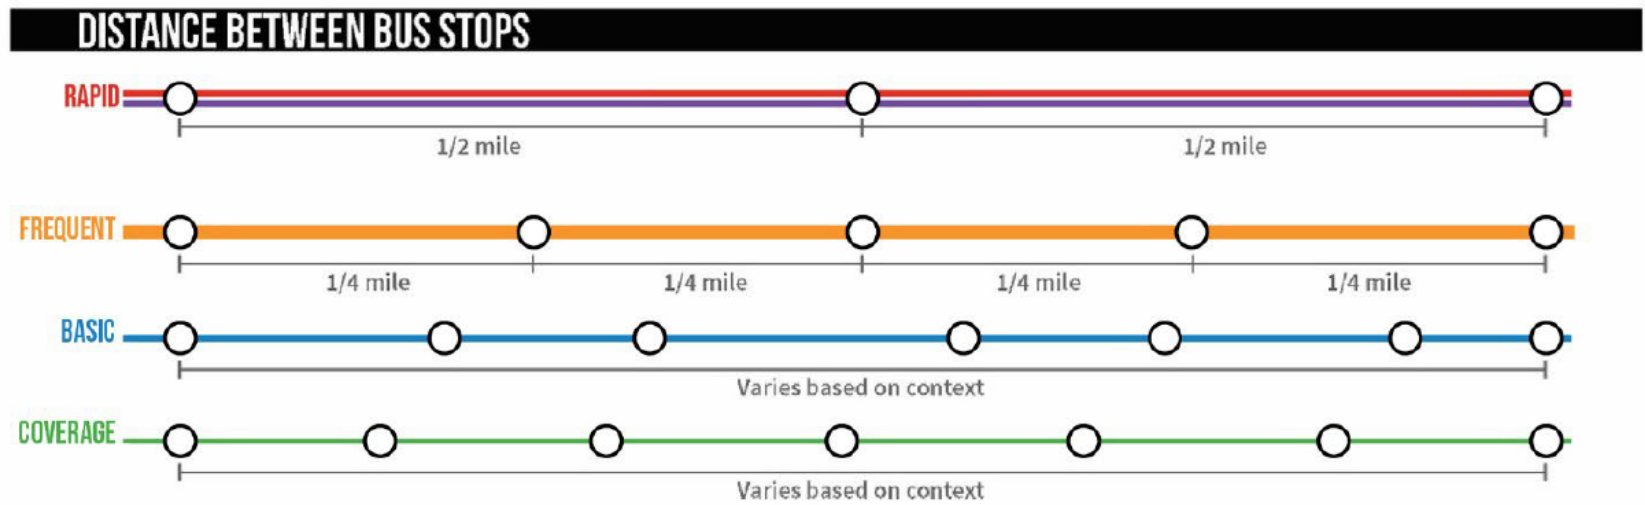 DISTANCE BETWEEN BUS STOPS
RAPID
1/2 mile 1/2 mile
FREQUENT
1/4 mile 1/4 mile 1/4 mile 1/4 mile
BASIC
Varies based on context
COVERAGE
Varies based on context